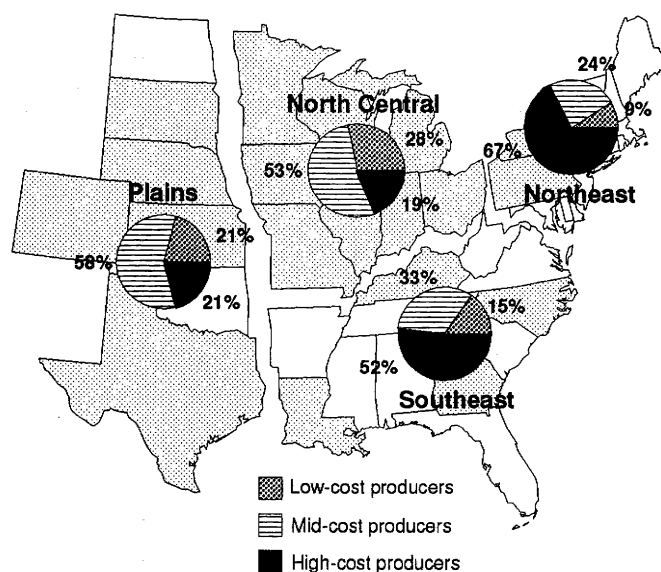 24%
9%
North Central
28%
67%
53%
Northeast
Plains
19%
21%
58%
33%
21%
15%
52%
Southeast
Low-cost producers
Mid-cost producers
High-cost producers